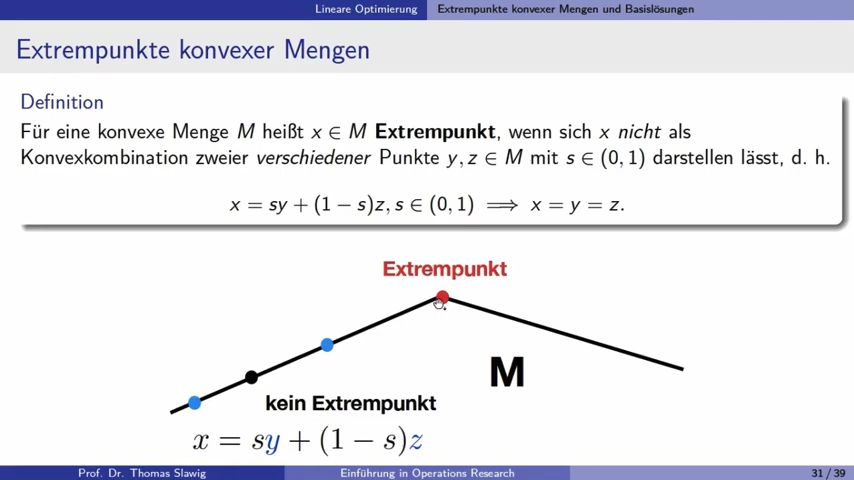 Lineare Optimierung Extrempunkte konvexer Mengen und Basislösungen
Extrempunkte konvexer Mengen
Definition
Für eine konvexe Menge M heißt x ∈ M Extrempunkt, wenn sich x nicht als
Konvexkombination zweier verschiedener Punkte y, z ∈ M mit s ∈ (0, 1) darstellen lässt, d. h.
x = sy + (1 − s)z, s ∈ (0, 1) ⟹ x = y = z.
Extrempunkt
M
kein Extrempunkt
x = sy + (1 − s)z
Prof. Dr. Thomas Slawig Einführung in Operations Research 31 / 39